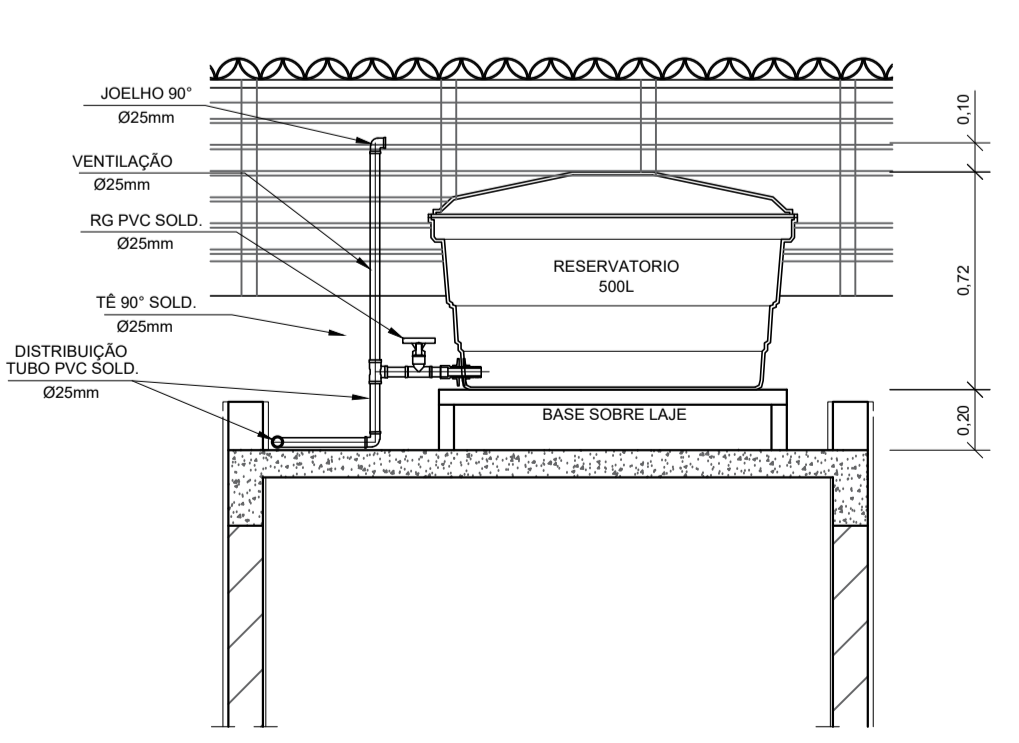 JOELHO 90°
Ø25mm
VENTILAÇÃO
Ø25mm
RG PVC SOLD.
Ø25mm
TÊ 90° SOLD.
Ø25mm
DISTRIBUIÇÃO
TUBO PVC SOLD.
Ø25mm
RESERVATORIO
500L
BASE SOBRE LAJE
0,10
0,72
0,20